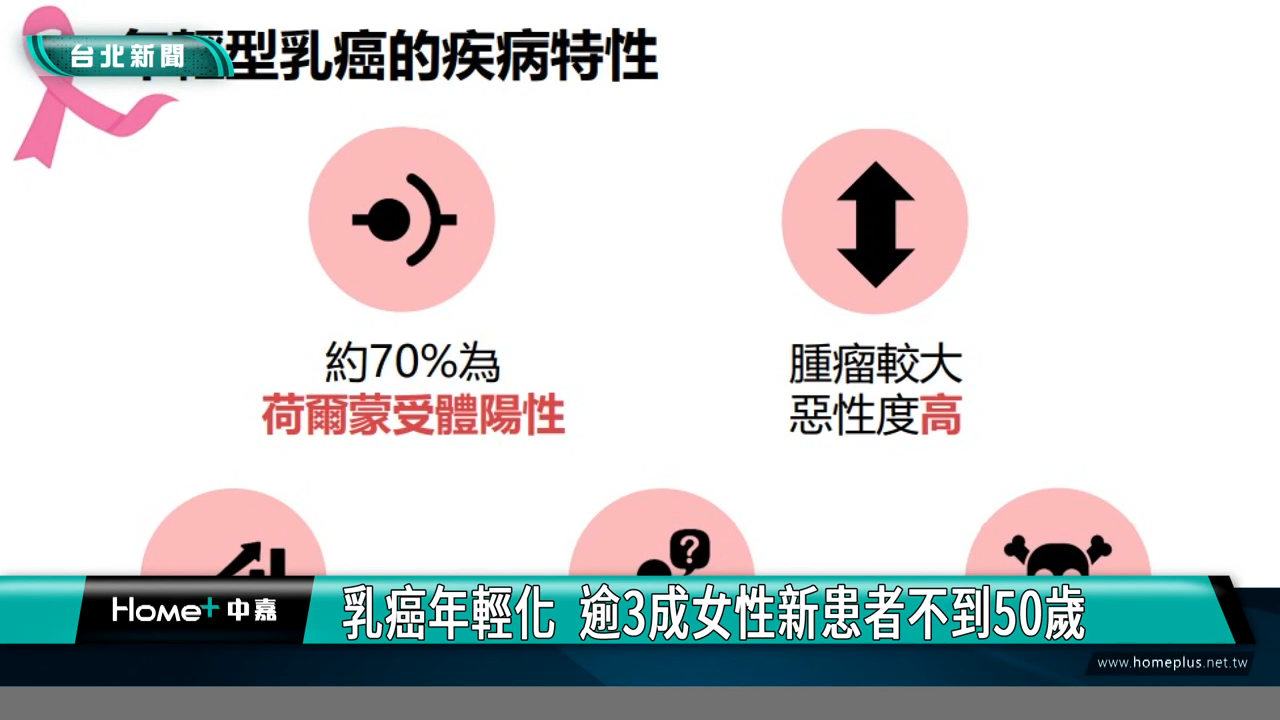 台北新聞
年輕型乳癌的疾病特性
約70%為
荷爾蒙受體陽性
腫瘤較大
惡性度高
?
Home+中嘉
乳癌年輕化 逾3成女性新患者不到50歲
www.homeplus.net.tw